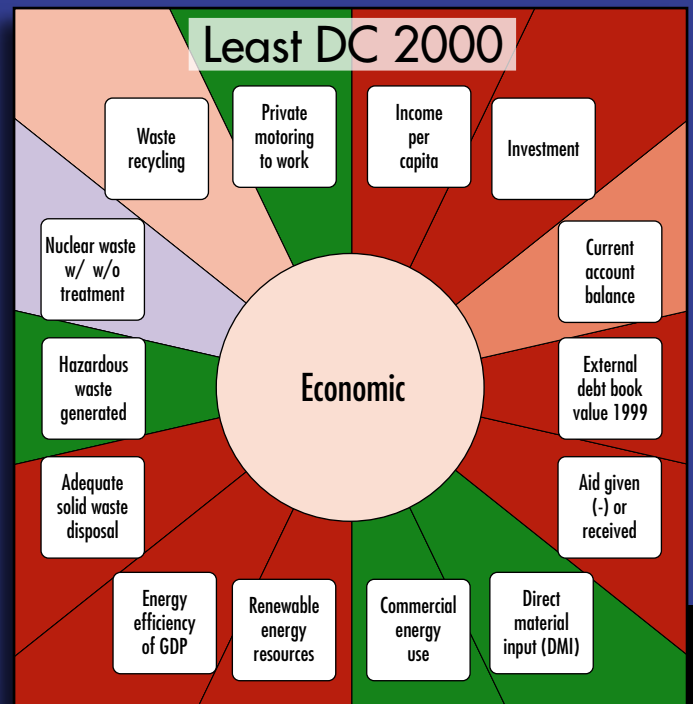 Least DC 2000
Waste
recycling
Private
motoring
to work
Income
per
capita
Investment
Nuclear waste
w/ w/o
treatment
Current
account
balance
Hazardous
waste
generated
Economic
External
debt book
value 1999
Adequate
solid waste
disposal
Aid given
(-) or
received
Energy
efficiency
of GDP
Renewable
energy
resources
Commercial
energy
use
Direct
material
input (DMI)